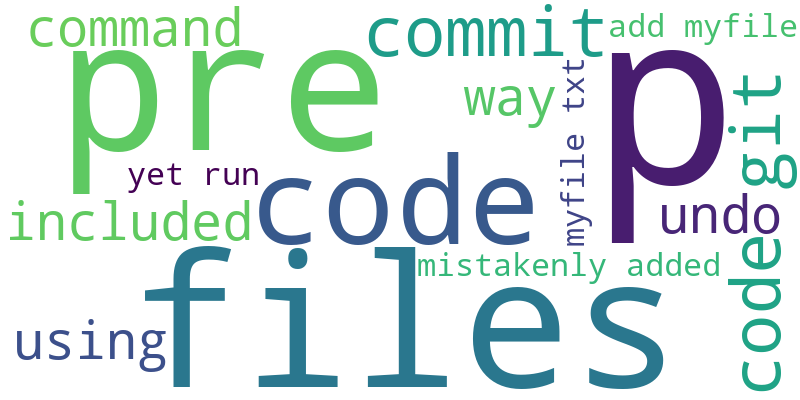 command
commit
add myfile
pre
p
way
myfile txt
git
yet run
code
included
undo
mistakenly added
code
files
using